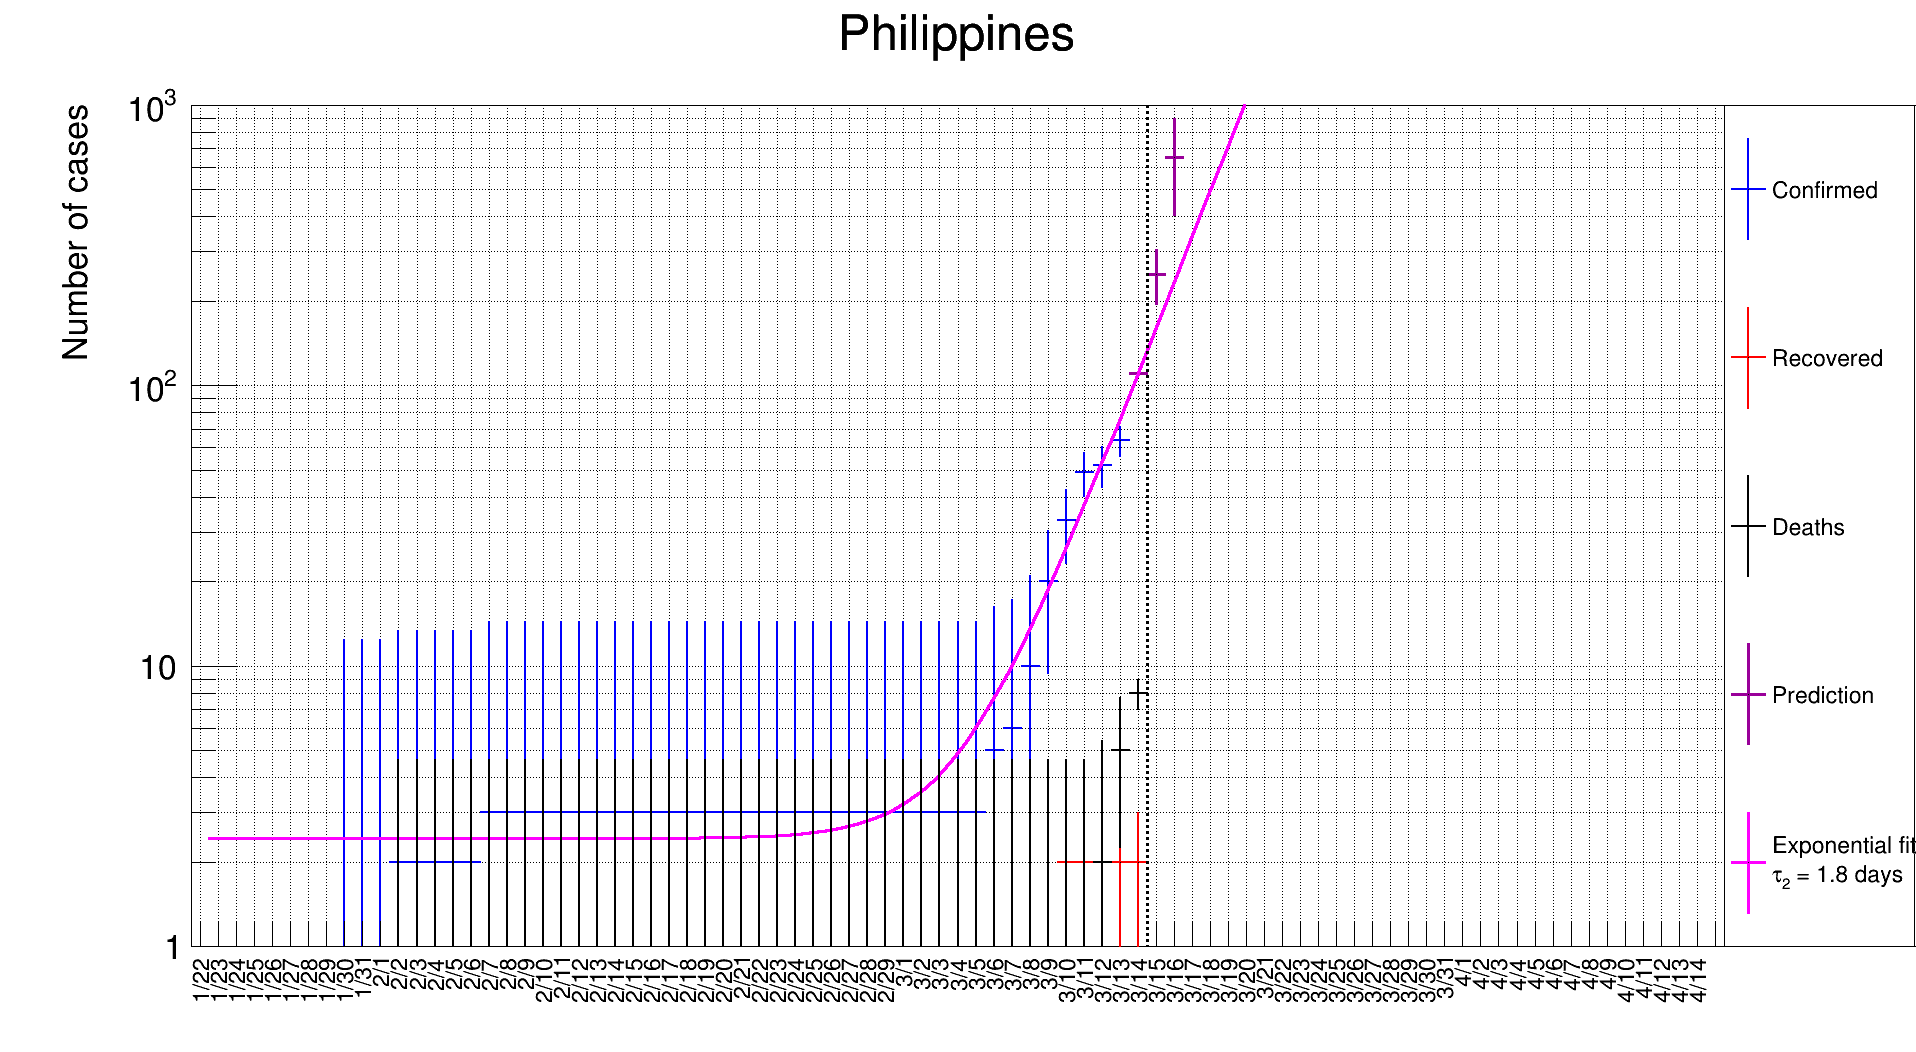 Philippines
Number of cases
10³
10²
10
1
1/22 1/23 1/24 1/25 1/26 1/27 1/28 1/29 1/30 1/31 2/1 2/2 2/3 2/4 2/5 2/6 2/7 2/8 2/9 2/10 2/11 2/12 2/13 2/14 2/15 2/16 2/17 2/18 2/19 2/20 2/21 2/22 2/23 2/24 2/25 2/26 2/27 2/28 2/29 3/1 3/2 3/3 3/4 3/5 3/6 3/7 3/8 3/9 3/10 3/11 3/12 3/13 3/14 3/15 3/16 3/17 3/18 3/19 3/20 3/21 3/22 3/23 3/24 3/25 3/26 3/27 3/28 3/29 3/30 3/31 4/1 4/2 4/3 4/4 4/5 4/6 4/7 4/8 4/9 4/10 4/11 4/12 4/13 4/14
Confirmed
Recovered
Deaths
Prediction
Exponential fit
τ₂ = 1.8 days